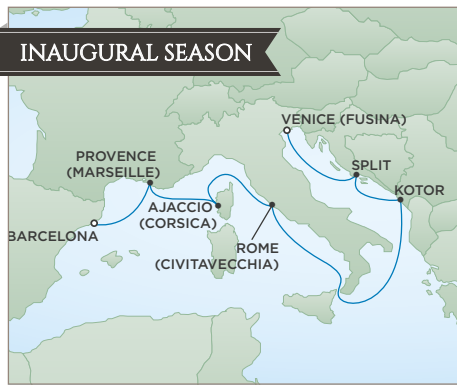 INAUGURAL SEASON
VENICE (FUSINA)
PROVENCE
(MARSEILLE)
SPLIT
KOTOR
AJACCIO
(CORSICA)
BARCELONA
ROME
(CIVITAVECCHIA)